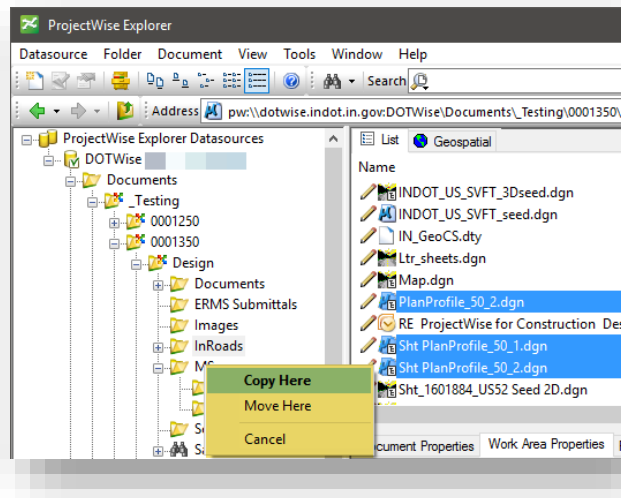 ProjectWise Explorer
Datasource Folder Document View Tools Window Help
Search
Address pw:\\dotwise.indot.in.gov:DOTWise\Documents\_Testing\0001350\
ProjectWise Explorer Datasources
DOTWise
Documents
_Testing
0001250
0001350
Design
Documents
ERMS Submittals
Images
InRoads
List Geospatial
Name
INDOT_US_SVFT_3Dseed.dgn
INDOT_US_SVFT_seed.dgn
IN_GeoCS.dty
Ltr_sheets.dgn
Map.dgn
PlanProfile_50_2.dgn
RE ProjectWise for Construction Des
Sht PlanProfile_50_1.dgn
Sht PlanProfile_50_2.dgn
Sht_1601884_US52 Seed 2D.dgn
Copy Here
Move Here
Cancel
cument Properties Work Area Properties